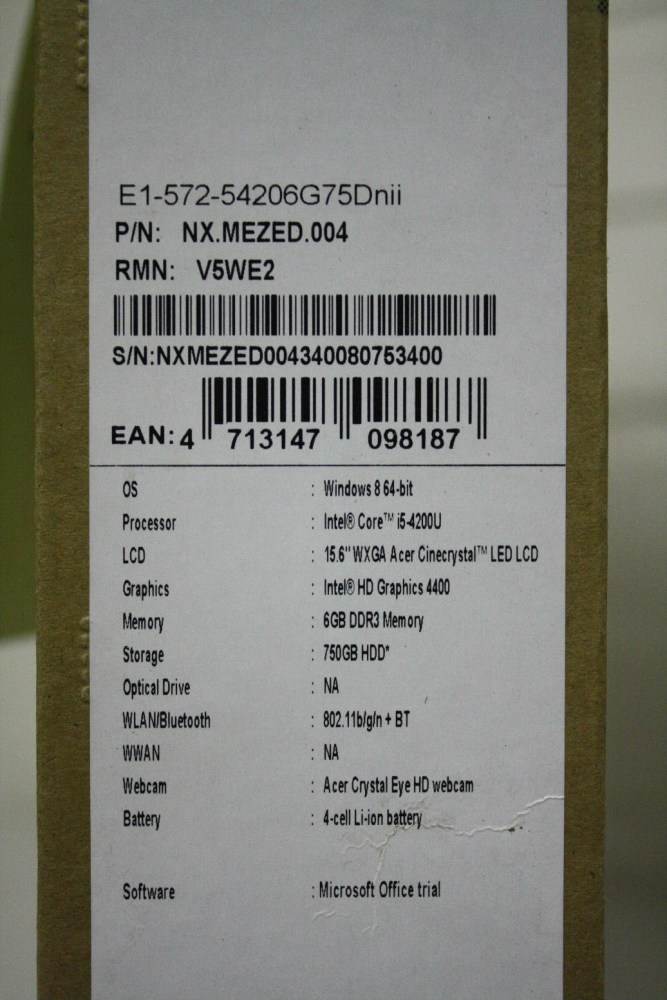 E1-572-54206G75Dnii
P/N: NX.MEZED.004
RMN: V5WE2
S/N:NXMEZED004340080753400
EAN: 4 713147 098187
OS : Windows 8 64-bit
Processor : Intel® Core™ i5-4200U
LCD : 15.6" WXGA Acer Cinecrystal™ LED LCD
Graphics : Intel® HD Graphics 4400
Memory : 6GB DDR3 Memory
Storage : 750GB HDD*
Optical Drive : NA
WLAN/Bluetooth : 802.11b/g/n + BT
WWAN : NA
Webcam : Acer Crystal Eye HD webcam
Battery : 4-cell Li-ion battery
Software : Microsoft Office trial